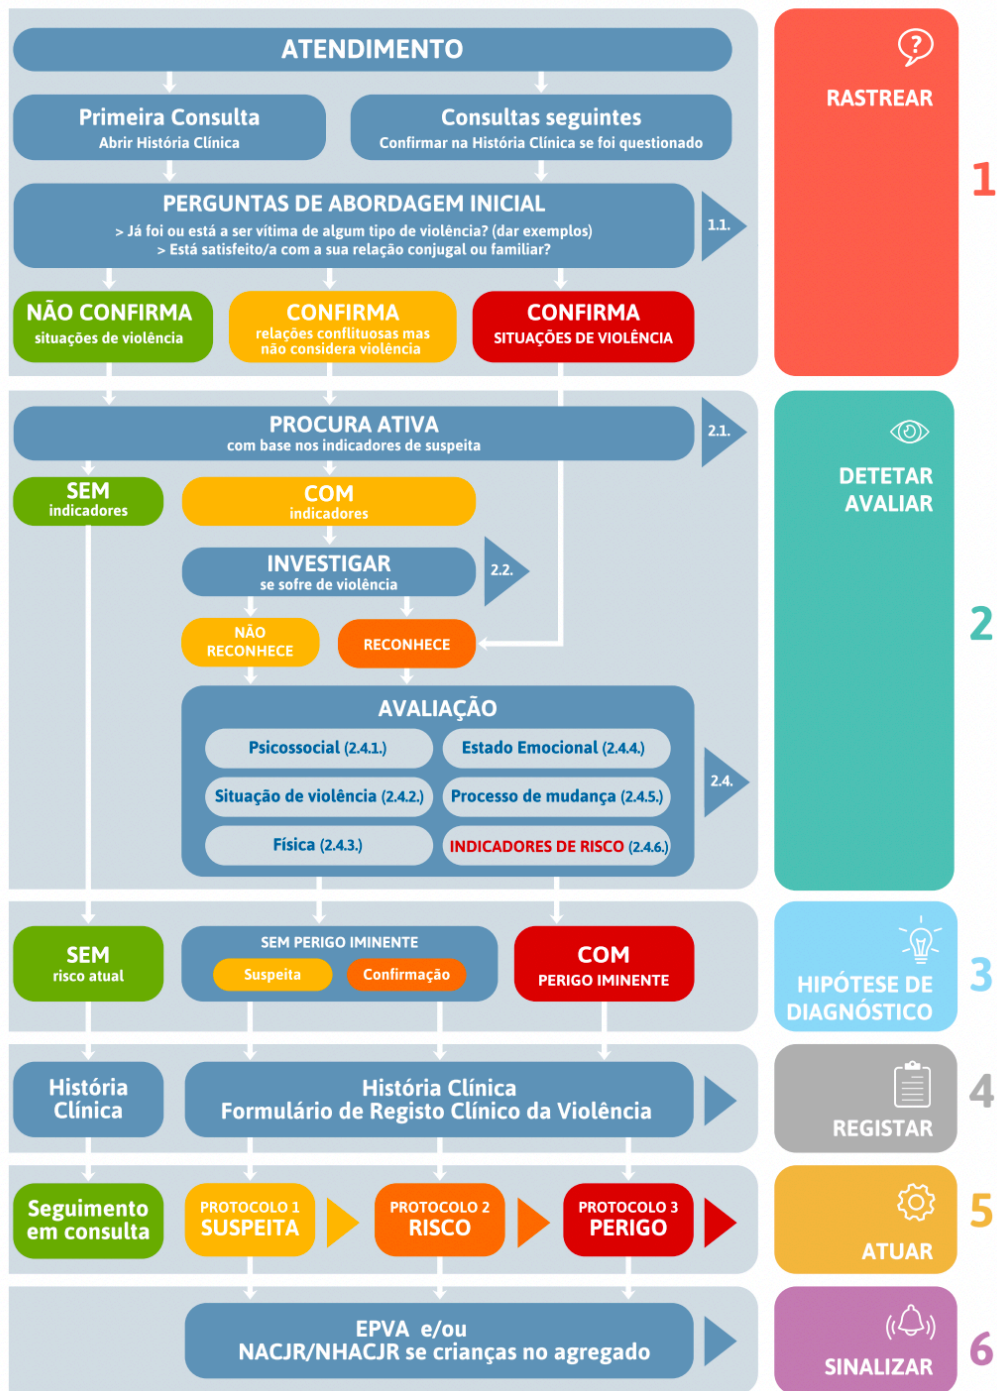 ATENDIMENTO
Primeira Consulta
Abrir História Clínica
Consultas seguintes
Confirmar na História Clínica se foi questionado
PERGUNTAS DE ABORDAGEM INICIAL
> Já foi ou está a ser vítima de algum tipo de violência? (dar exemplos)
> Está satisfeito/a com a sua relação conjugal ou familiar?
1.1.
NÃO CONFIRMA
situações de violência
CONFIRMA
relações conflituosas mas
não considera violência
CONFIRMA
SITUAÇÕES DE VIOLÊNCIA
?
RASTREAR
1
PROCURA ATIVA
com base nos indicadores de suspeita
2.1.
SEM
indicadores
COM
indicadores
INVESTIGAR
se sofre de violência
2.2.
NÃO
RECONHECE
RECONHECE
AVALIAÇÃO
Psicossocial (2.4.1.)
Estado Emocional (2.4.4.)
Situação de violência (2.4.2.)
Processo de mudança (2.4.5.)
Física (2.4.3.)
INDICADORES DE RISCO (2.4.6.)
2.4.
DETETAR
AVALIAR
2
SEM
risco atual
SEM PERIGO IMINENTE
Suspeita
Confirmação
COM
PERIGO IMINENTE
HIPÓTESE DE
DIAGNÓSTICO
3
História
Clínica
História Clínica
Formulário de Registo Clínico da Violência
REGISTAR
4
Seguimento
em consulta
PROTOCOLO 1
SUSPEITA
PROTOCOLO 2
RISCO
PROTOCOLO 3
PERIGO
ATUAR
5
EPVA e/ou
NACJR/NHACJR se crianças no agregado
SINALIZAR
6